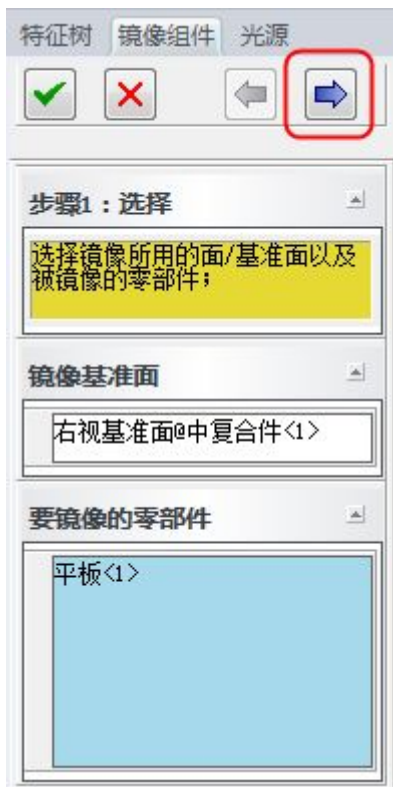 特征树 镜像组件 光源
步骤1：选择
选择镜像所用的面/基准面以及
被镜像的零部件；
镜像基准面
右视基准面@中复合件<1>
要镜像的零部件
平板<1>